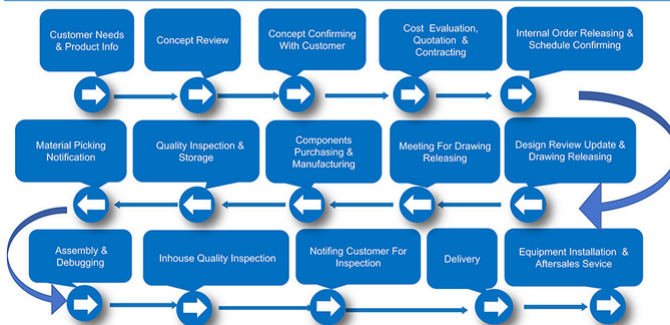 Customer Needs
& Product Info
Concept Review
Concept Confirming
With Customer
Cost Evaluation,
Quotation &
Contracting
Internal Order Releasing &
Schedule Confirming
Material Picking
Notification
Quality Inspection &
Storage
Components
Purchasing &
Manufacturing
Meeting For Drawing
Releasing
Design Review Update &
Drawing Releasing
Assembly &
Debugging
Inhouse Quality Inspection
Notifing Customer For
Inspection
Delivery
Equipment Installation &
Aftersales Sevice